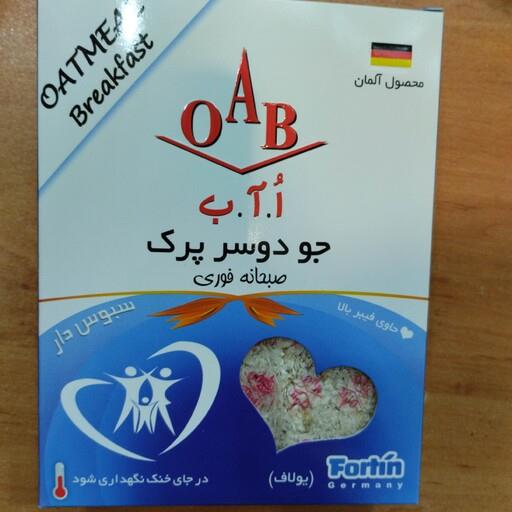 OATMEAL
Breakfast
محصول آلمان
OAB
اُ.آ.ب
جو دوسر پرک
صبحانه فوری
سبوس دار
حاوی فیبر بالا
Fortin
Germany
(یولاف)
در جای خنک نگهداری شود